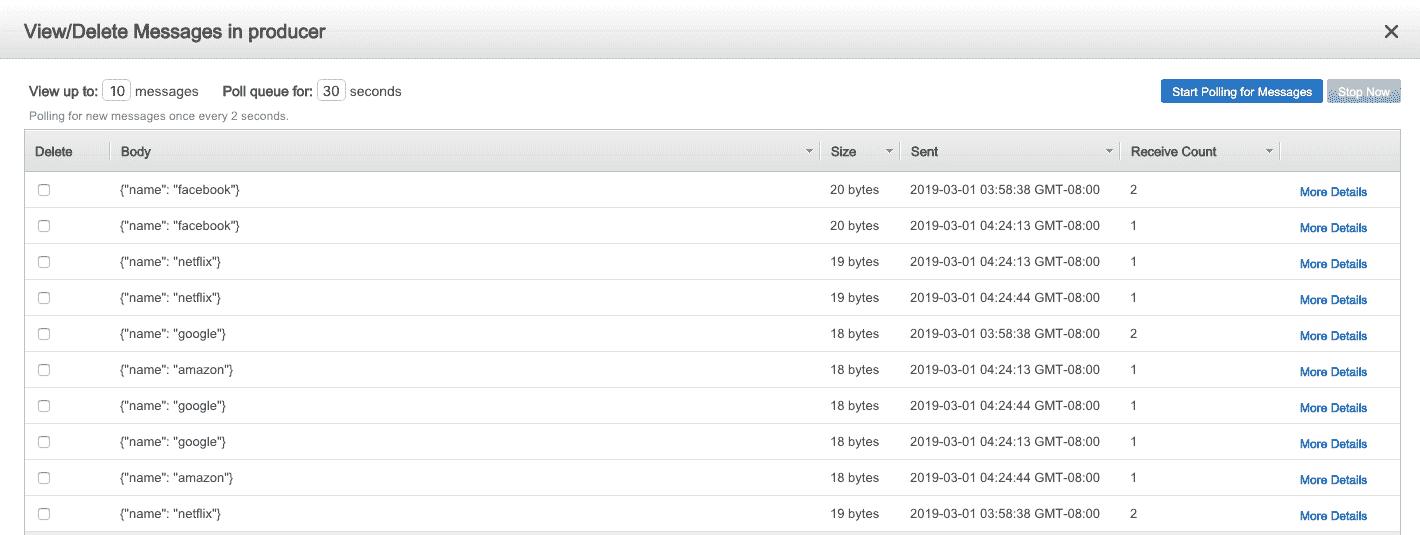 View/Delete Messages in producer
View up to: 10 messages Poll queue for: 30 seconds Start Polling for Messages Stop Now
Polling for new messages once every 2 seconds.
Delete Body Size Sent Receive Count
{"name": "facebook"} 20 bytes 2019-03-01 03:58:38 GMT-08:00 2 More Details
{"name": "facebook"} 20 bytes 2019-03-01 04:24:13 GMT-08:00 1 More Details
{"name": "netflix"} 19 bytes 2019-03-01 04:24:13 GMT-08:00 1 More Details
{"name": "netflix"} 19 bytes 2019-03-01 04:24:44 GMT-08:00 1 More Details
{"name": "google"} 18 bytes 2019-03-01 03:58:38 GMT-08:00 2 More Details
{"name": "amazon"} 18 bytes 2019-03-01 04:24:13 GMT-08:00 1 More Details
{"name": "google"} 18 bytes 2019-03-01 04:24:44 GMT-08:00 1 More Details
{"name": "google"} 18 bytes 2019-03-01 04:24:13 GMT-08:00 1 More Details
{"name": "amazon"} 18 bytes 2019-03-01 04:24:44 GMT-08:00 1 More Details
{"name": "netflix"} 19 bytes 2019-03-01 03:58:38 GMT-08:00 2 More Details